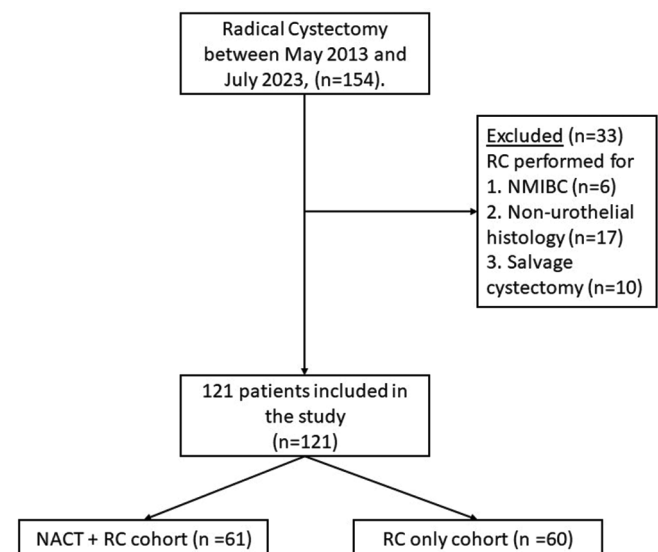 Radical Cystectomy
between May 2013 and
July 2023, (n=154).
Excluded (n=33)
RC performed for
1. NMIBC (n=6)
2. Non-urothelial
histology (n=17)
3. Salvage
cystectomy (n=10)
121 patients included in
the study
(n=121)
NACT + RC cohort (n =61)
RC only cohort (n =60)